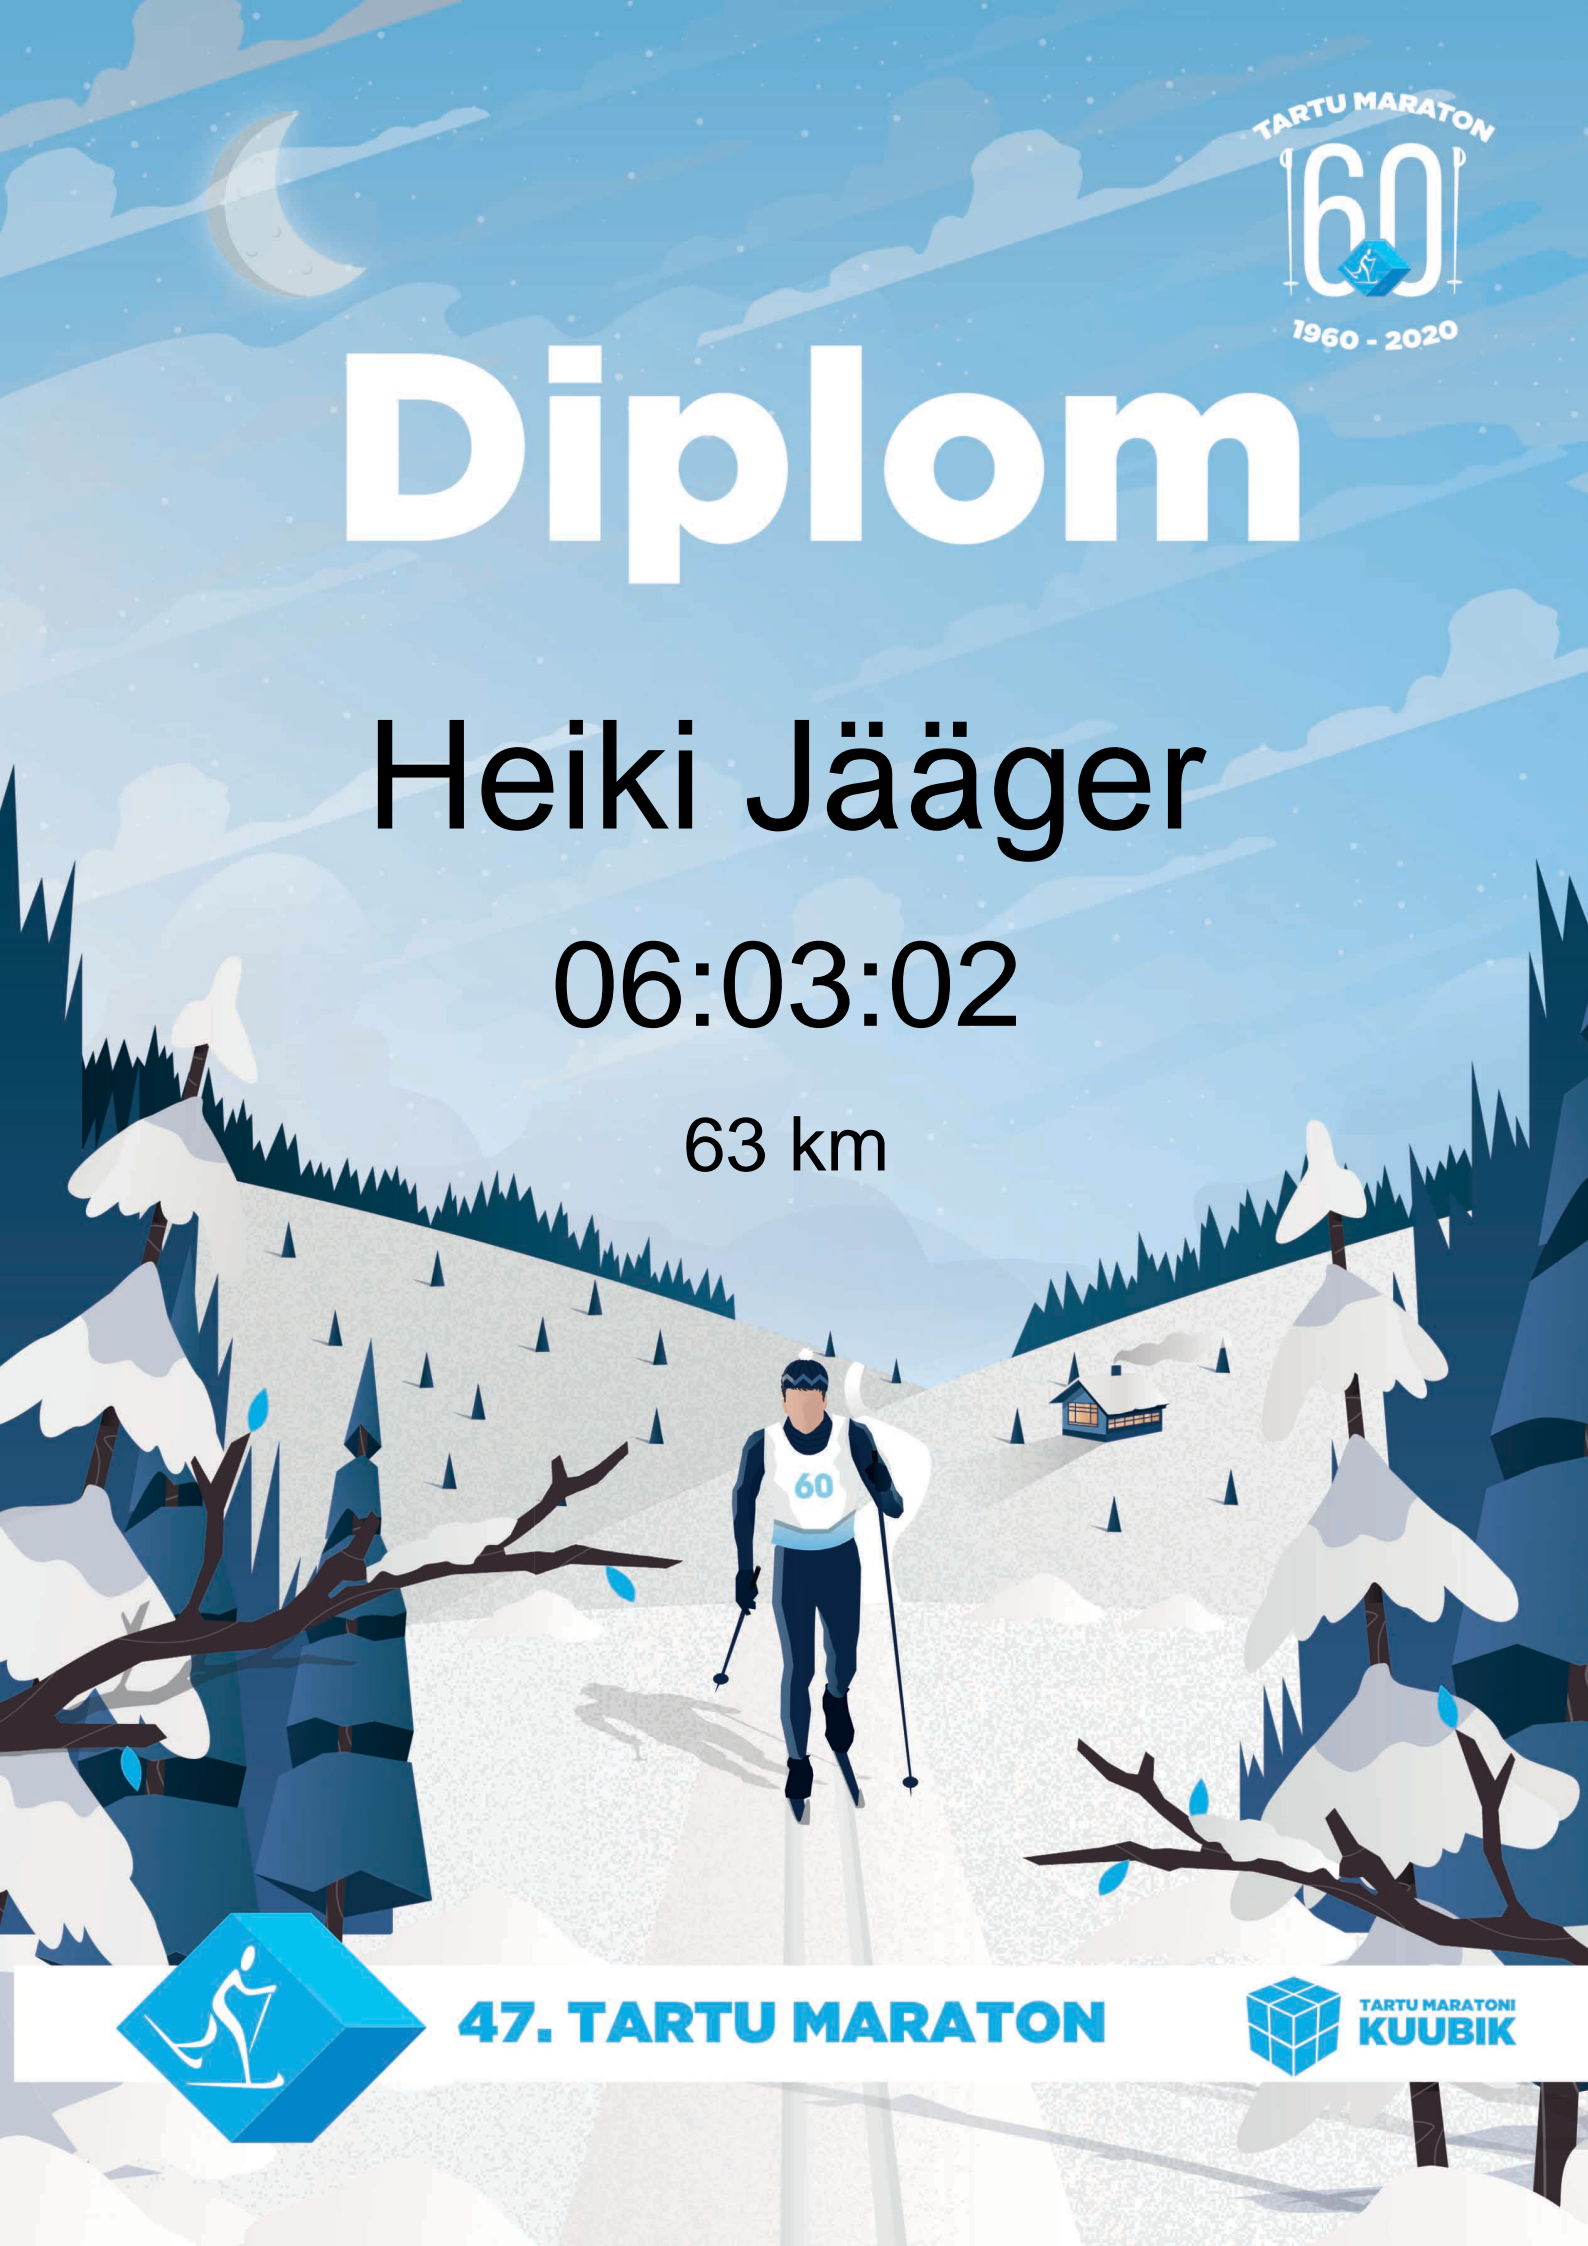 TARTU MARATON
60
1960 - 2020
Diplom
Heiki Jääger
06:03:02
63 km
60
47. TARTU MARATON
TARTU MARATONI
KUUBIK